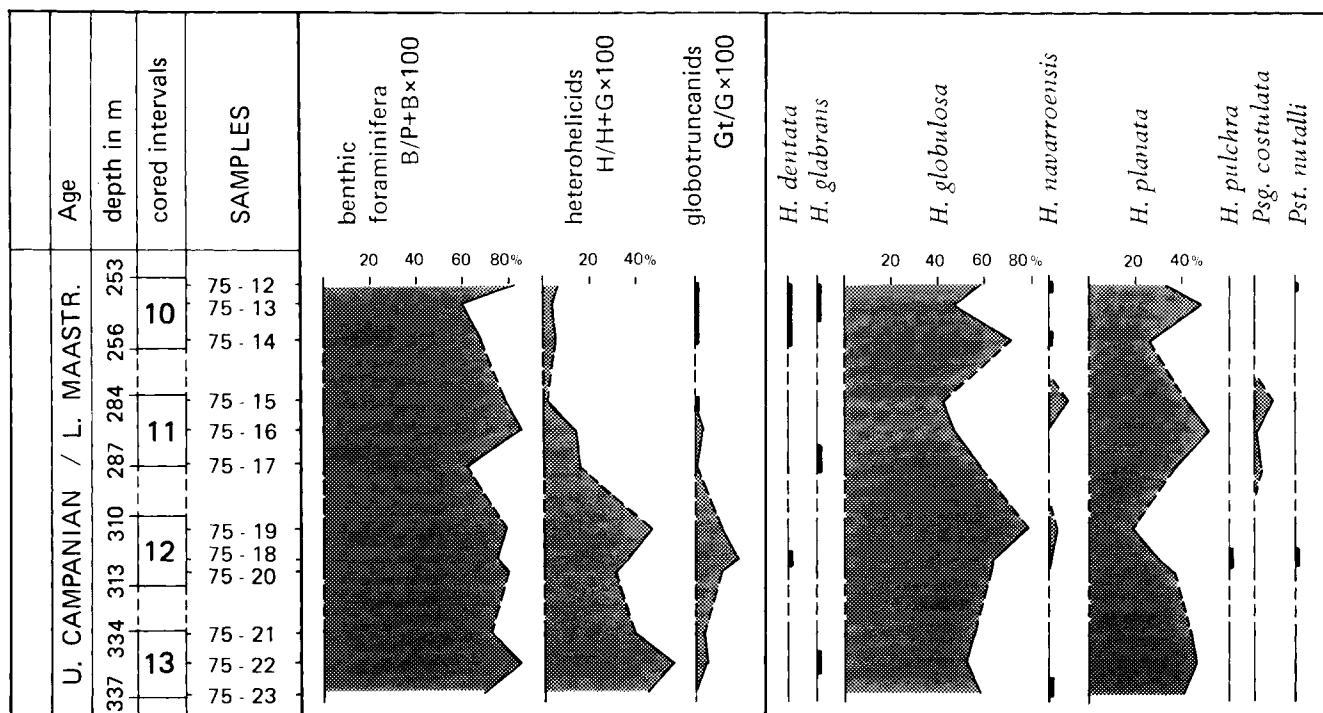 Age
U. CAMPANIAN / L. MAASTR.
depth in m
253
256
284
287
310
313
334
337
cored intervals
10
11
12
13
SAMPLES
75 - 12
75 - 13
75 - 14
75 - 15
75 - 16
75 - 17
75 - 19
75 - 18
75 - 20
75 - 21
75 - 22
75 - 23
benthic
foraminifera
B/P+B×100
20
60
80%
heterohelicids
H/H+G×100
20
40%
globotruncanids
Gt/G×100
H. dentata
H. glabrans
H. globulosa
20
40
60
80%
H. navarroensis
H. planata
20
40%
H. pulchra
Psg. costulata
Pst. nutalli